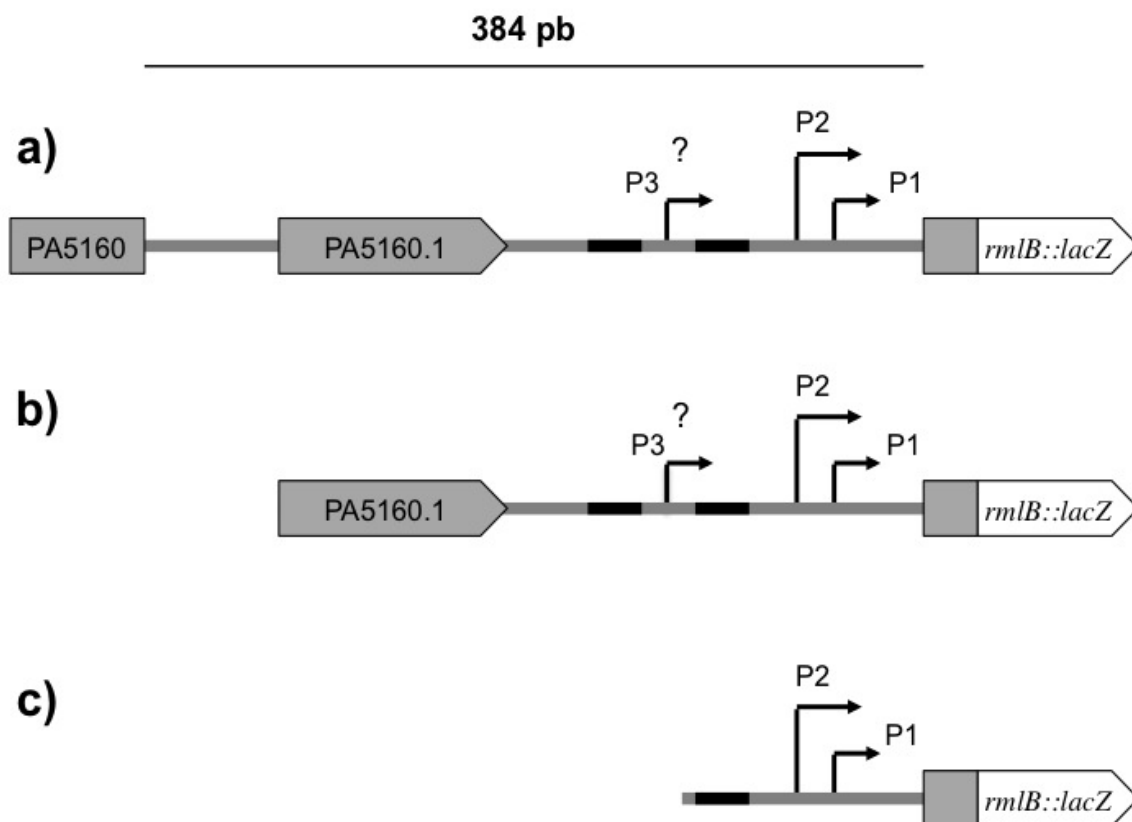 384 pb
a)
P2
?
P3
P1
PA5160
PA5160.1
rmlB::lacZ
b)
P2
?
P3
P1
PA5160.1
rmlB::lacZ
c)
P2
P1
rmlB::lacZ